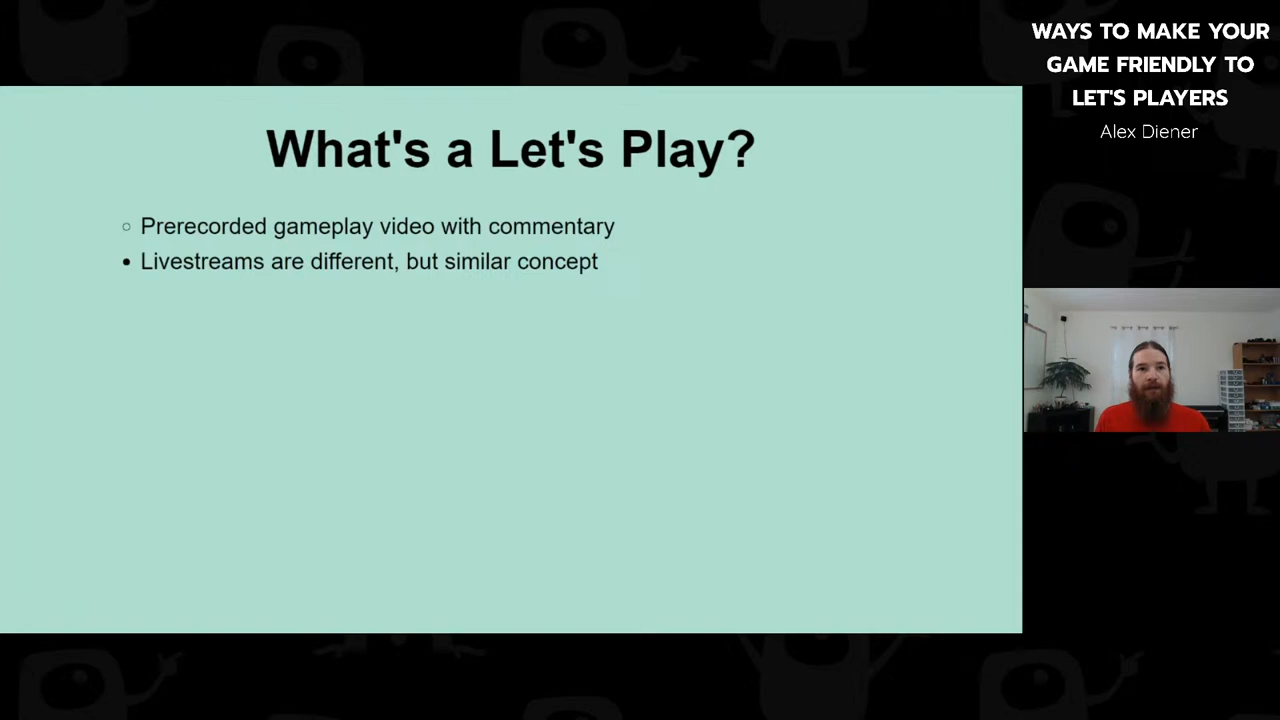 WAYS TO MAKE YOUR
GAME FRIENDLY TO
LET'S PLAYERS
Alex Diener
What's a Let's Play?
Prerecorded gameplay video with commentary
Livestreams are different, but similar concept